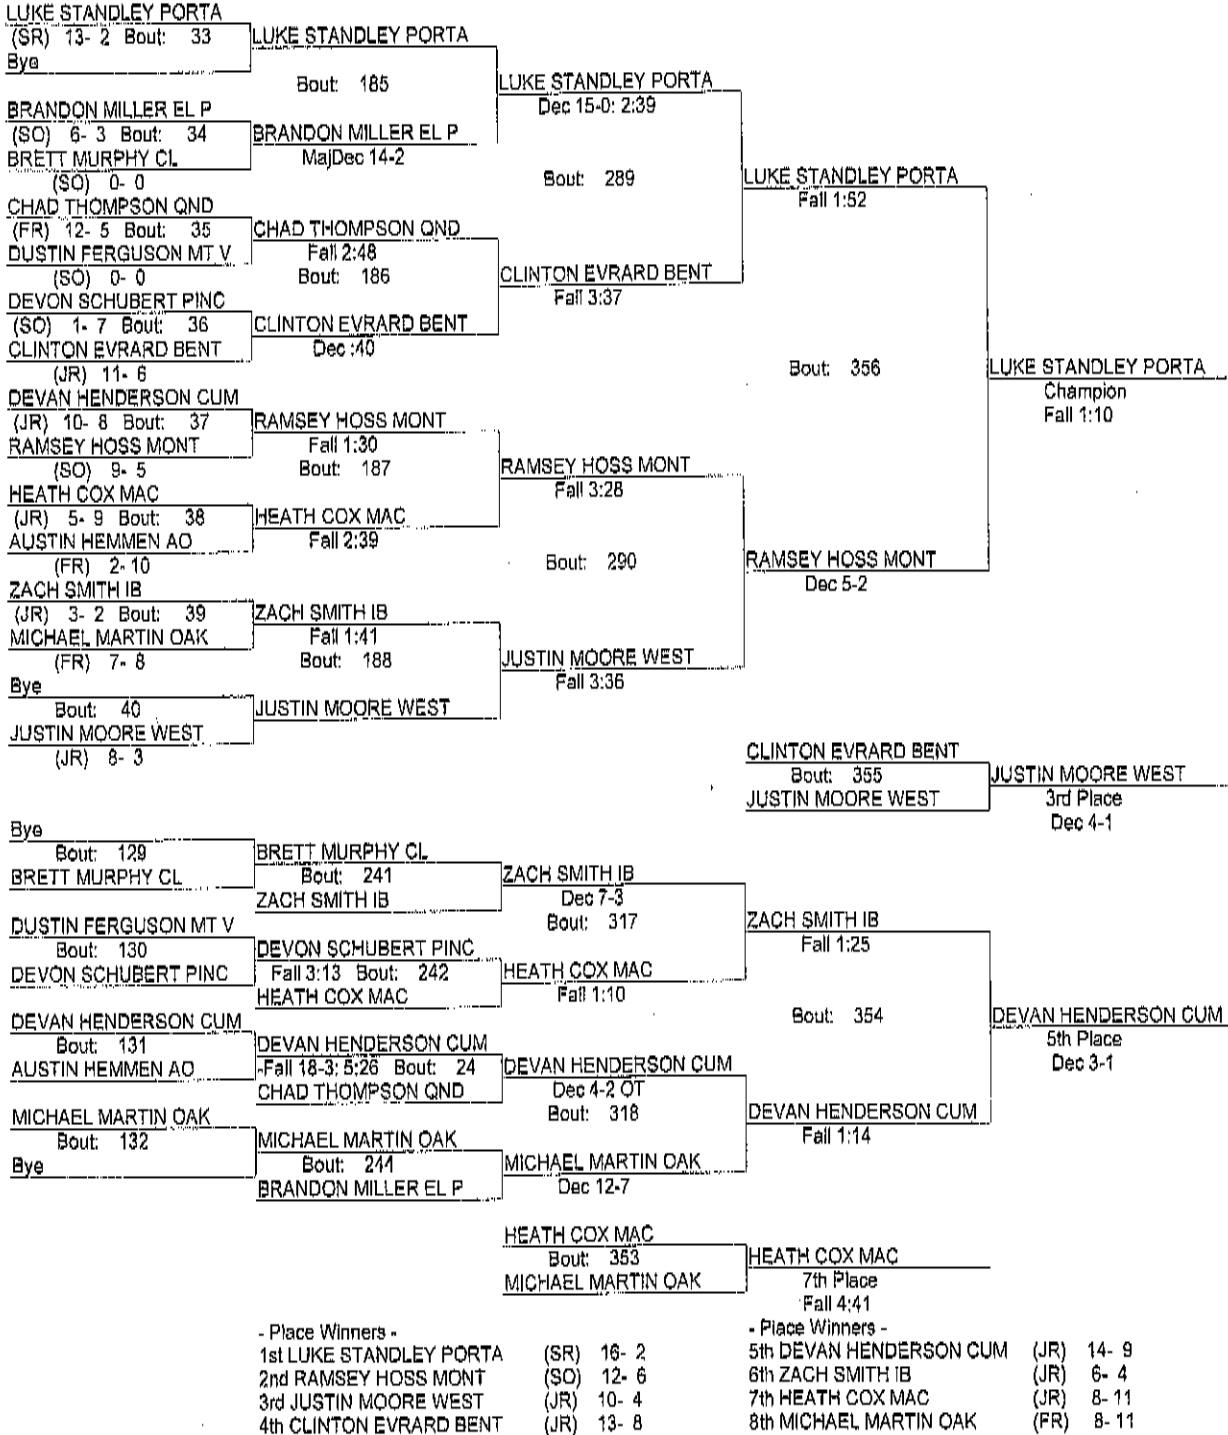 LUKE STANDLEY PORTA
(SR) 13- 2 Bout: 33
Bye
LUKE STANDLEY PORTA
Bout: 185
BRANDON MILLER EL P
(SO) 6- 3 Bout: 34
BRETT MURPHY CL
(SO) 0- 0
BRANDON MILLER EL P
MajDec 14-2
LUKE STANDLEY PORTA
Dec 15-0: 2:39
Bout: 289
CHAD THOMPSON QND
(FR) 12- 5 Bout: 35
DUSTIN FERGUSON MT V
(SO) 0- 0
CHAD THOMPSON QND
Fall 2:48
Bout: 186
DEVON SCHUBERT PINC
(SO) 1- 7 Bout: 36
CLINTON EVRARD BENT
(JR) 11- 6
CLINTON EVRARD BENT
Dec :40
CLINTON EVRARD BENT
Fall 3:37
LUKE STANDLEY PORTA
Fall 1:52
Bout: 356
LUKE STANDLEY PORTA
Champion
Fall 1:10
DEVAN HENDERSON CUM
(JR) 10- 8 Bout: 37
RAMSEY HOSS MONT
(SO) 9- 5
RAMSEY HOSS MONT
Fall 1:30
Bout: 187
HEATH COX MAC
(JR) 5- 9 Bout: 38
AUSTIN HEMMEN AO
(FR) 2- 10
HEATH COX MAC
Fall 2:39
RAMSEY HOSS MONT
Fall 3:28
Bout: 290
ZACH SMITH IB
(JR) 3- 2 Bout: 39
MICHAEL MARTIN OAK
(FR) 7- 8
ZACH SMITH IB
Fall 1:41
Bout: 188
Bye
Bout: 40
JUSTIN MOORE WEST
(JR) 8- 3
JUSTIN MOORE WEST
JUSTIN MOORE WEST
Fall 3:36
RAMSEY HOSS MONT
Dec 5-2
CLINTON EVRARD BENT
Bout: 355
JUSTIN MOORE WEST
JUSTIN MOORE WEST
3rd Place
Dec 4-1
Bye
Bout: 129
BRETT MURPHY CL
BRETT MURPHY CL
Bout: 241
ZACH SMITH IB
ZACH SMITH IB
Dec 7-3
Bout: 317
DUSTIN FERGUSON MT V
Bout: 130
DEVON SCHUBERT PINC
DEVON SCHUBERT PINC
Fall 3:13 Bout: 242
HEATH COX MAC
HEATH COX MAC
Fall 1:10
ZACH SMITH IB
Fall 1:25
Bout: 354
DEVAN HENDERSON CUM
5th Place
Dec 3-1
DEVAN HENDERSON CUM
Bout: 131
AUSTIN HEMMEN AO
DEVAN HENDERSON CUM
-Fall 18-3; 5:26 Bout: 24
CHAD THOMPSON QND
DEVAN HENDERSON CUM
Dec 4-2 OT
Bout: 318
MICHAEL MARTIN OAK
Bout: 132
Bye
MICHAEL MARTIN OAK
Bout: 244
BRANDON MILLER EL P
MICHAEL MARTIN OAK
Dec 12-7
DEVAN HENDERSON CUM
Fall 1:14
HEATH COX MAC
Bout: 353
MICHAEL MARTIN OAK
HEATH COX MAC
7th Place
Fall 4:41
- Place Winners -
1st LUKE STANDLEY PORTA (SR) 16- 2
2nd RAMSEY HOSS MONT (SO) 12- 6
3rd JUSTIN MOORE WEST (JR) 10- 4
4th CLINTON EVRARD BENT (JR) 13- 8
- Place Winners -
5th DEVAN HENDERSON CUM (JR) 14- 9
6th ZACH SMITH IB (JR) 6- 4
7th HEATH COX MAC (JR) 8- 11
8th MICHAEL MARTIN OAK (FR) 8- 11